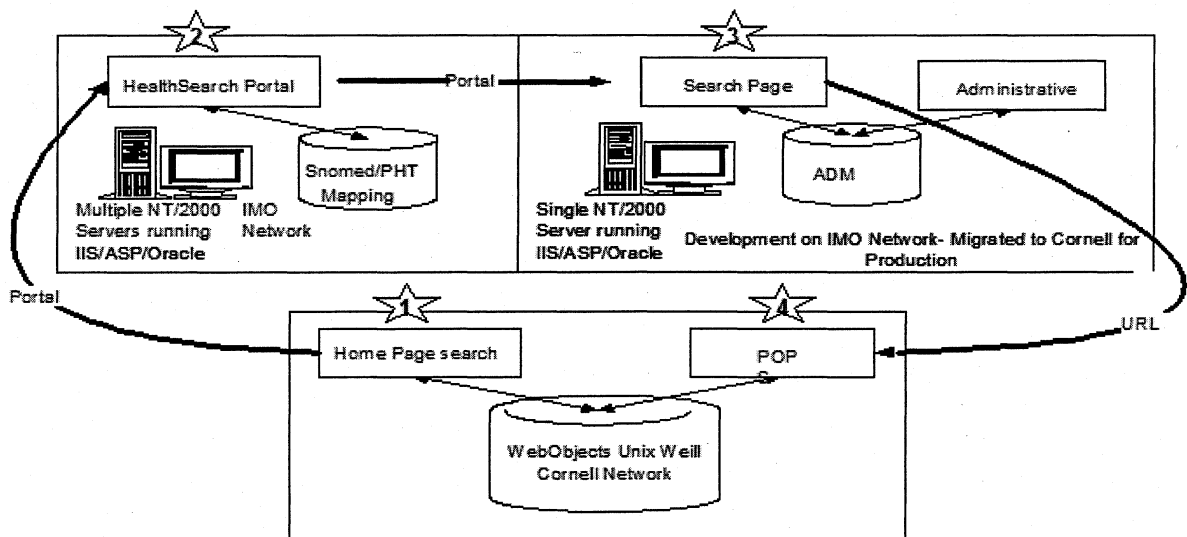 2
3
HealthSearch Portal
Portal
Search Page
Administrative
Snomed/PHT
Mapping
ADM
Multiple NT/2000
Servers running
IIS/ASP/Oracle
IMO
Network
Single NT/2000
Server running
IIS/ASP/Oracle
Development on IMO Network- Migrated to Cornell for
Production
Portal
1
4
URL
Home Page search
POP
S
WebObjects Unix Weill
Cornell Network